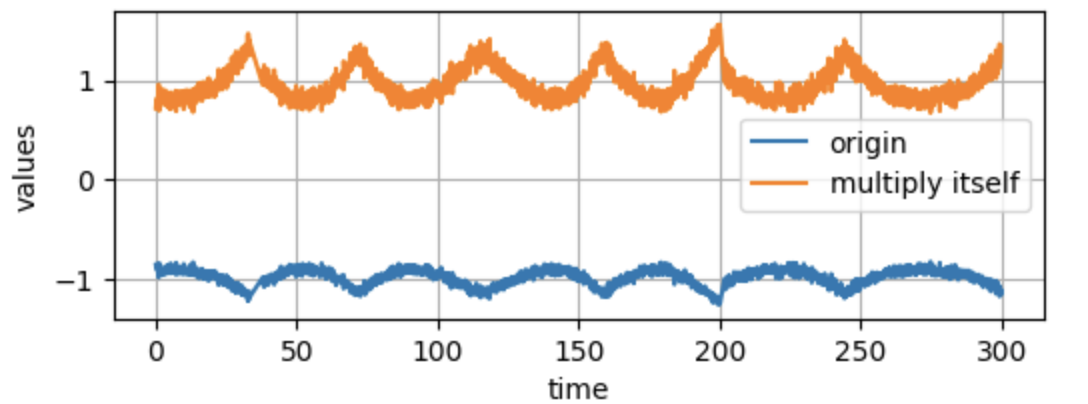 values
1
0
−1
origin
multiply itself
0 50 100 150 200 250 300
time